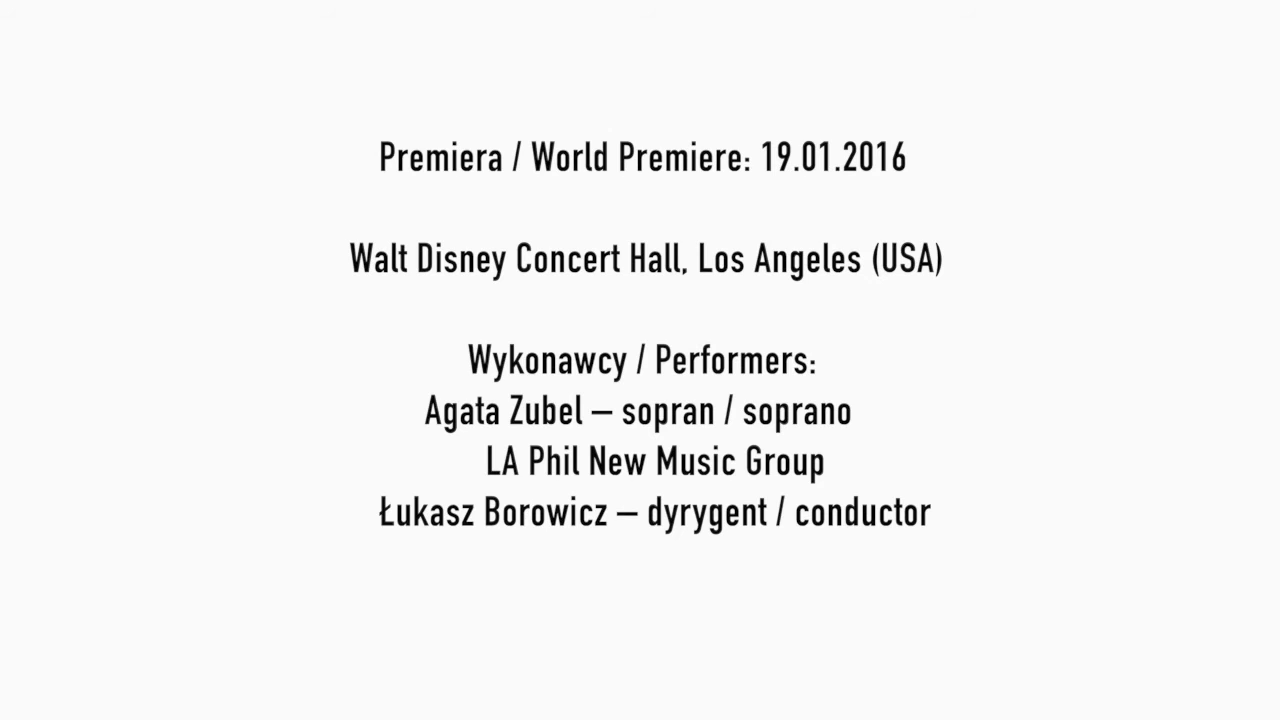 Premiera / World Premiere: 19.01.2016
Walt Disney Concert Hall, Los Angeles (USA)
Wykonawcy / Performers:
Agata Zubel – sopran / soprano
LA Phil New Music Group
Łukasz Borowicz – dyrygent / conductor